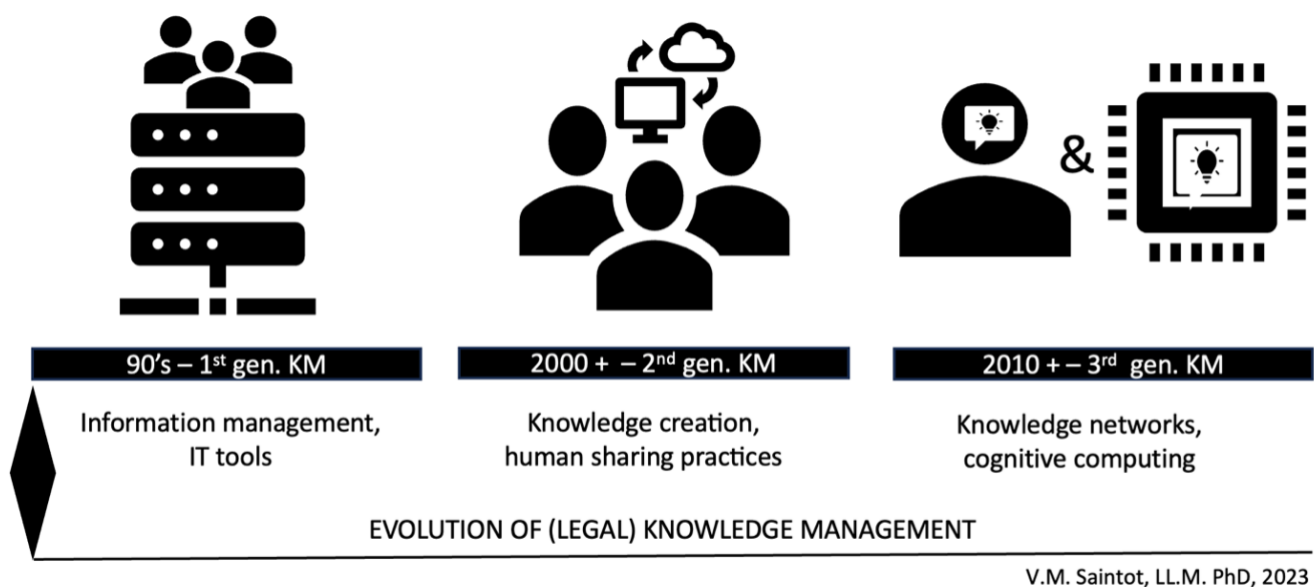 &
90’s – 1st gen. KM
2000 + – 2nd gen. KM
2010 + – 3rd gen. KM
Information management,
IT tools
Knowledge creation,
human sharing practices
Knowledge networks,
cognitive computing
EVOLUTION OF (LEGAL) KNOWLEDGE MANAGEMENT
V.M. Saintot, LL.M. PhD, 2023